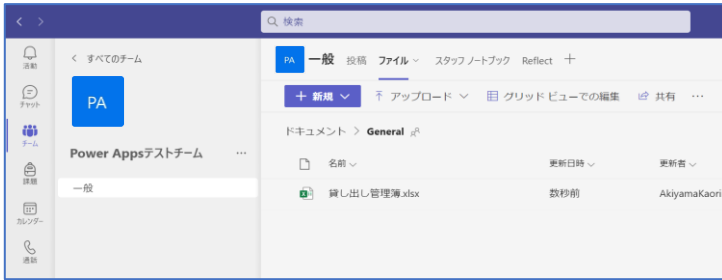 検索
活動
チャット
チーム
課題
カレンダー
通話
すべてのチーム
PA
Power Appsテストチーム
…
一般
PA 一般 投稿 ファイル スタッフ ノートブック Reflect
新規 アップロード グリッド ビューでの編集 共有 …
ドキュメント > General
名前 更新日時 更新者
貸し出し管理簿.xlsx 数秒前 AkiyamaKaori